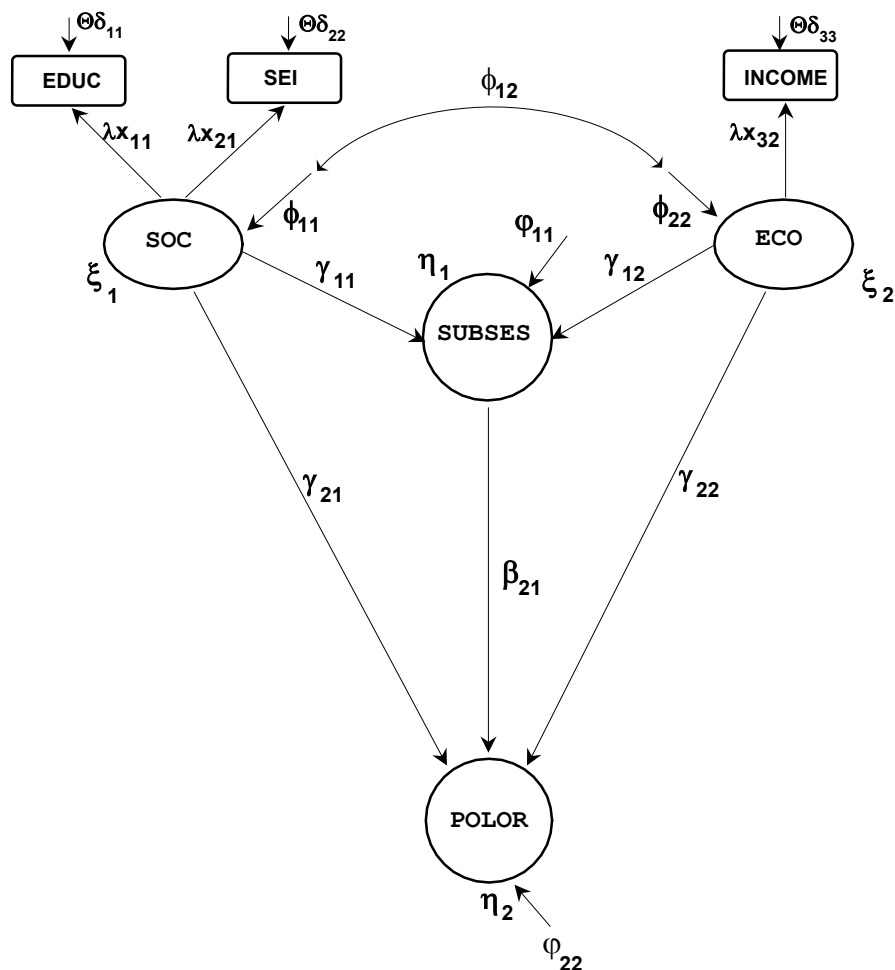 Θδ11
Θδ22
Θδ33
EDUC
SEI
INCOME
ϕ12
λx11
λx21
λx32
ϕ11
ϕ22
SOC
ECO
φ11
ξ1
γ11
η1
γ12
ξ2
SUBSES
γ21
γ22
β21
POLOR
η2
φ22